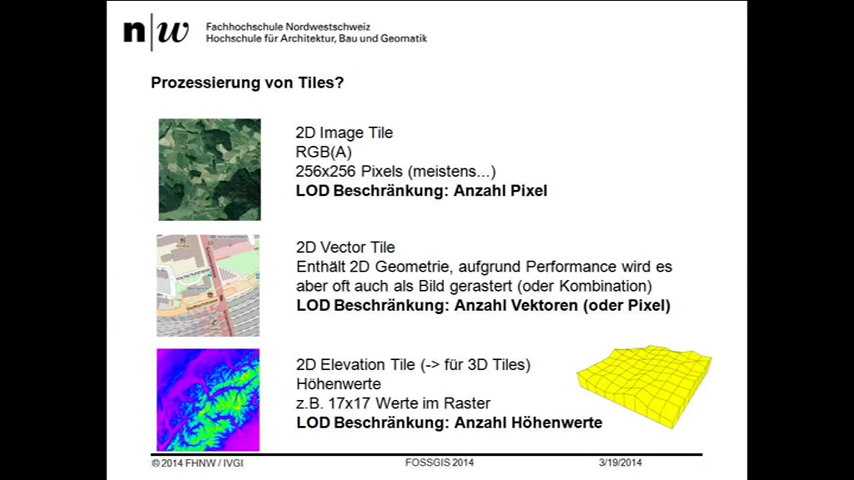 n w Fachhochschule Nordwestschweiz
Hochschule für Architektur, Bau und Geomatik
Prozessierung von Tiles?
2D Image Tile
RGB(A)
256x256 Pixels (meistens...)
LOD Beschränkung: Anzahl Pixel
2D Vector Tile
Enthält 2D Geometrie, aufgrund Performance wird es
aber oft auch als Bild gerastert (oder Kombination)
LOD Beschränkung: Anzahl Vektoren (oder Pixel)
2D Elevation Tile (-> für 3D Tiles)
Höhenwerte
z.B. 17x17 Werte im Raster
LOD Beschränkung: Anzahl Höhenwerte
© 2014 FHNW / IVGI FOSSGIS 2014 3/19/2014